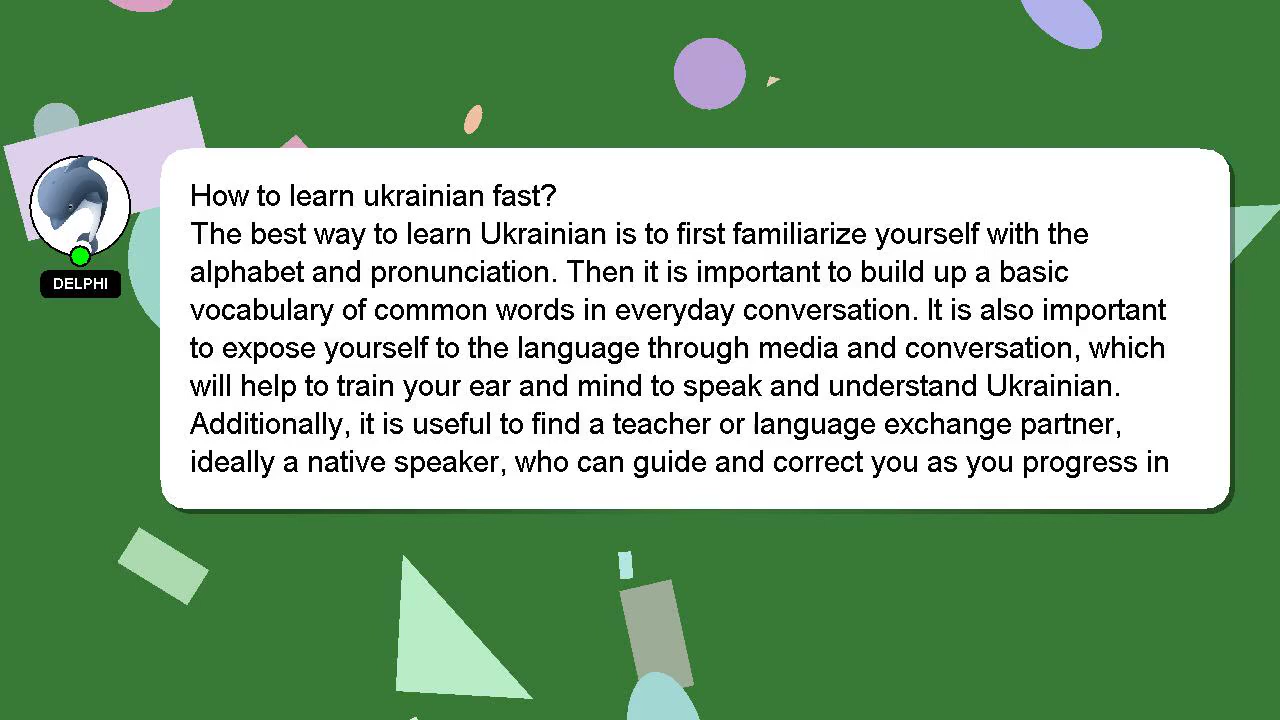 How to learn ukrainian fast?
The best way to learn Ukrainian is to first familiarize yourself with the
alphabet and pronunciation. Then it is important to build up a basic
vocabulary of common words in everyday conversation. It is also important
to expose yourself to the language through media and conversation, which
will help to train your ear and mind to speak and understand Ukrainian.
Additionally, it is useful to find a teacher or language exchange partner,
ideally a native speaker, who can guide and correct you as you progress in
DELPHI